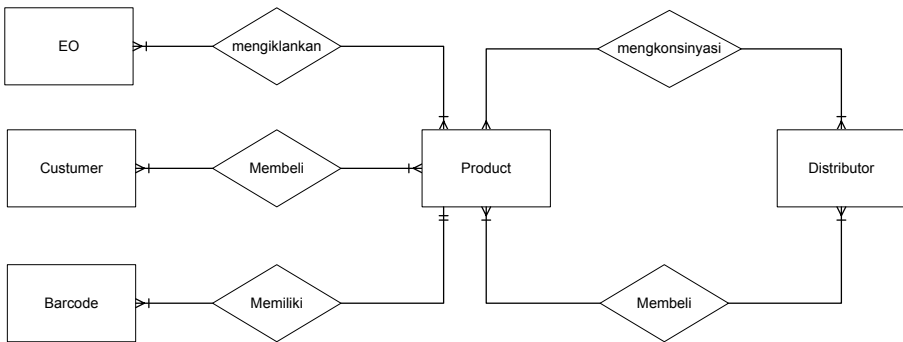 EO
mengiklankan
mengkonsinyasi
Custumer
Membeli
Product
Distributor
Barcode
Memiliki
Membeli